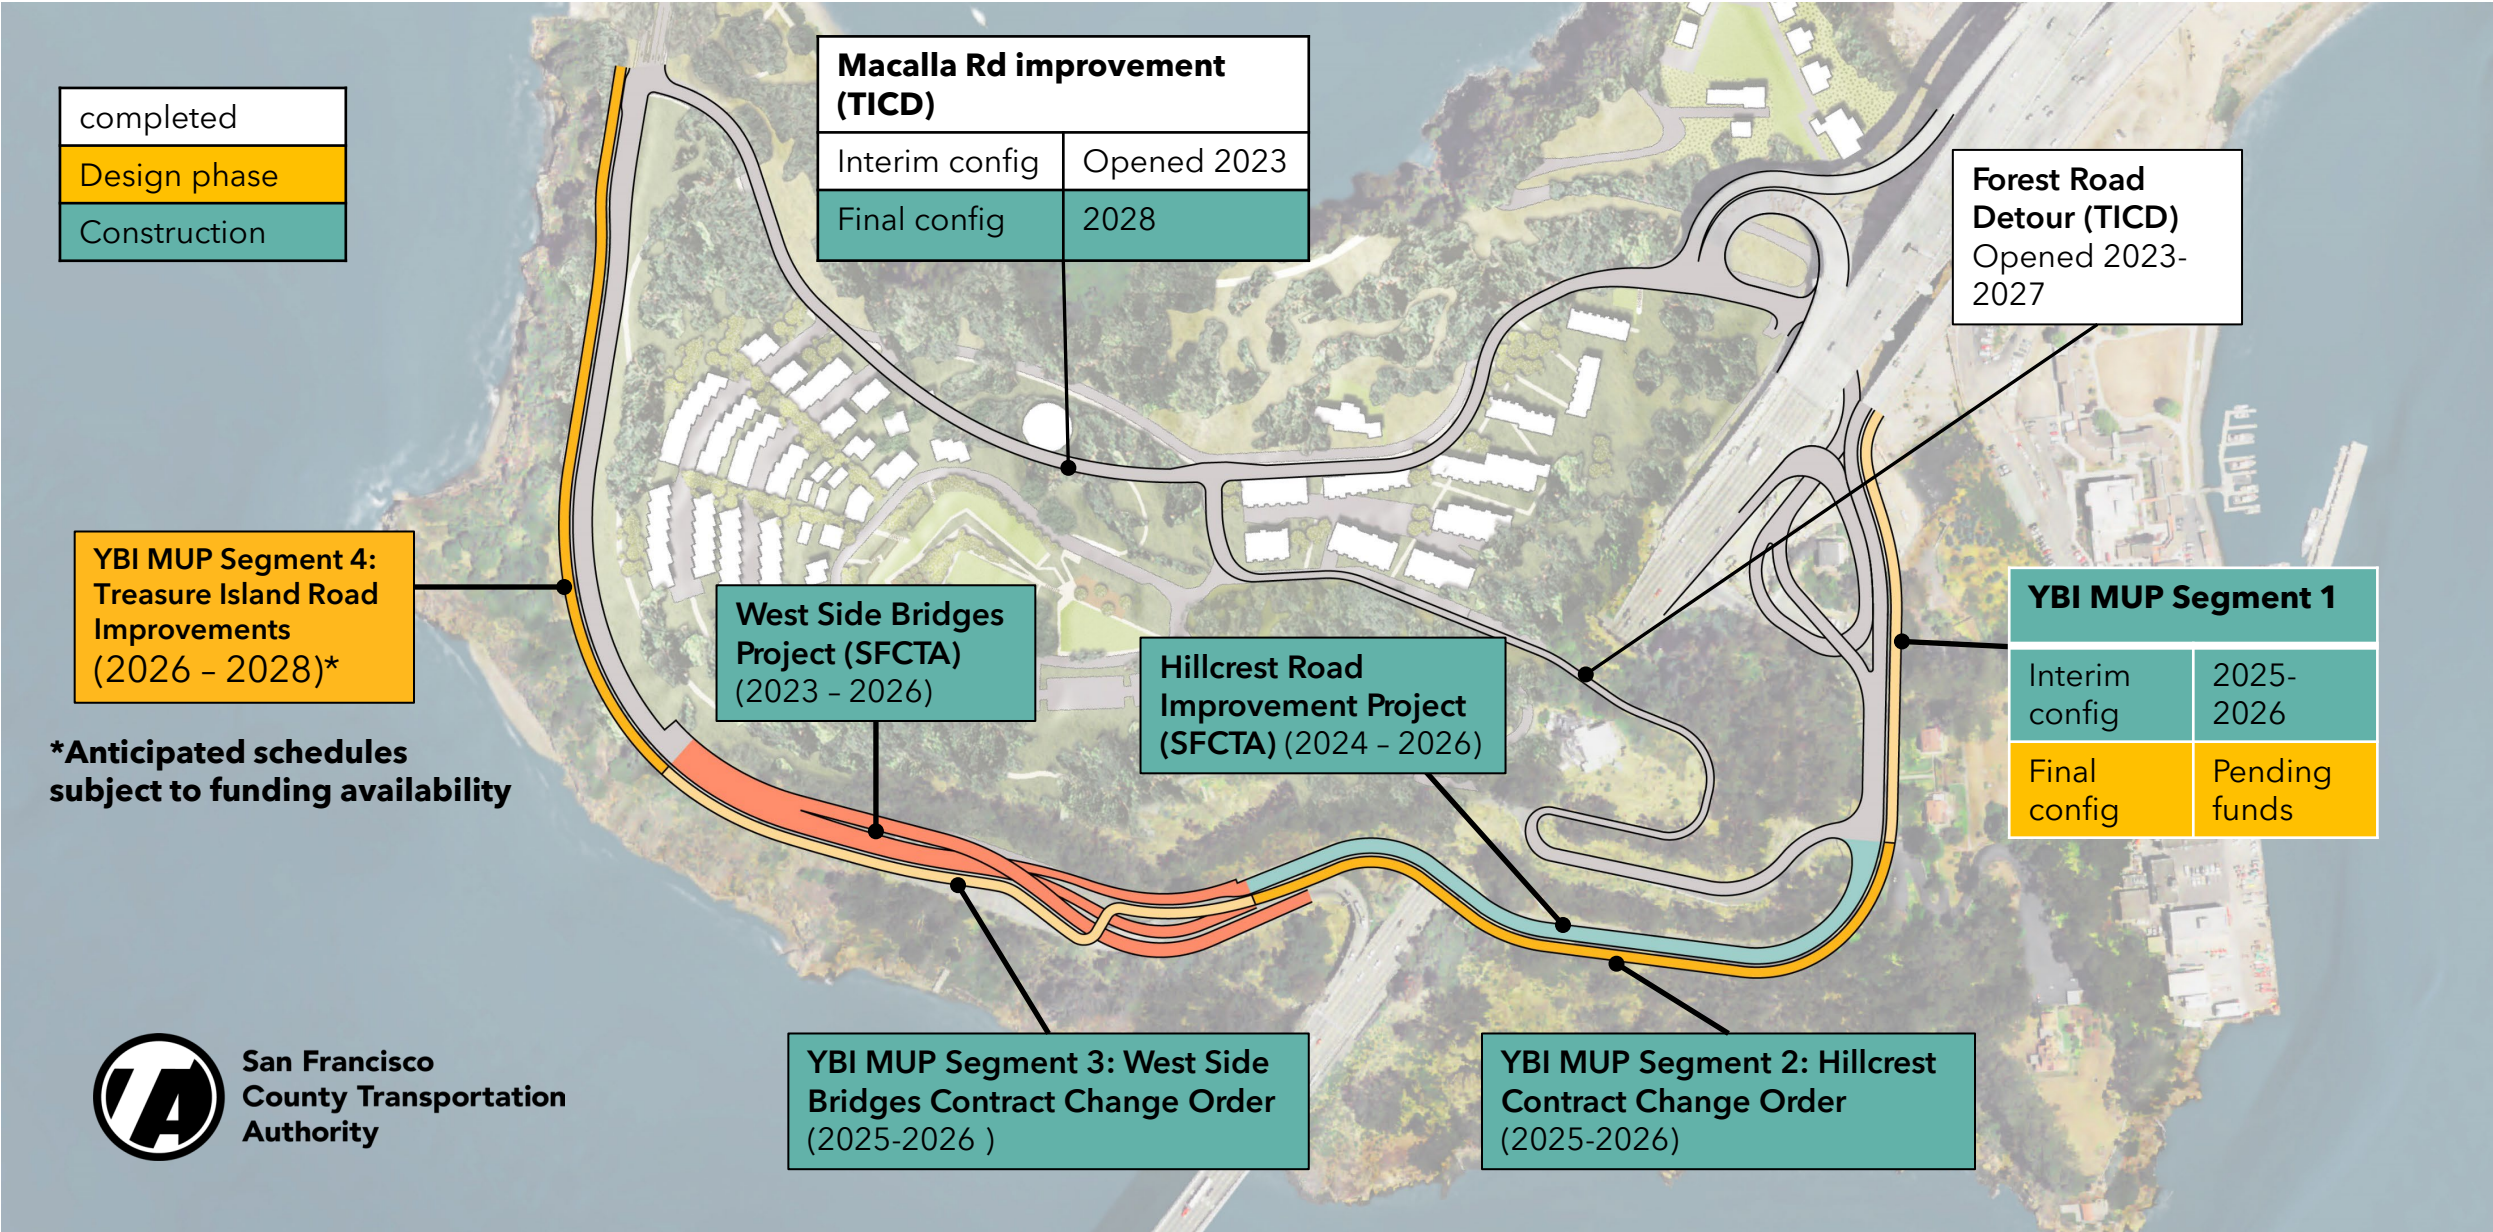 completed
Design phase
Construction
Macalla Rd improvement
(TICD)
Interim config
Opened 2023
Final config
2028
Forest Road
Detour (TICD)
Opened 2023-
2027
YBI MUP Segment 4:
Treasure Island Road
Improvements
(2026 – 2028)*
*Anticipated schedules
subject to funding availability
West Side Bridges
Project (SFCTA)
(2023 – 2026)
Hillcrest Road
Improvement Project
(SFCTA) (2024 – 2026)
YBI MUP Segment 1
Interim
config
2025-
2026
Final
config
Pending
funds
YBI MUP Segment 3: West Side
Bridges Contract Change Order
(2025-2026 )
YBI MUP Segment 2: Hillcrest
Contract Change Order
(2025-2026)
TA
San Francisco
County Transportation
Authority